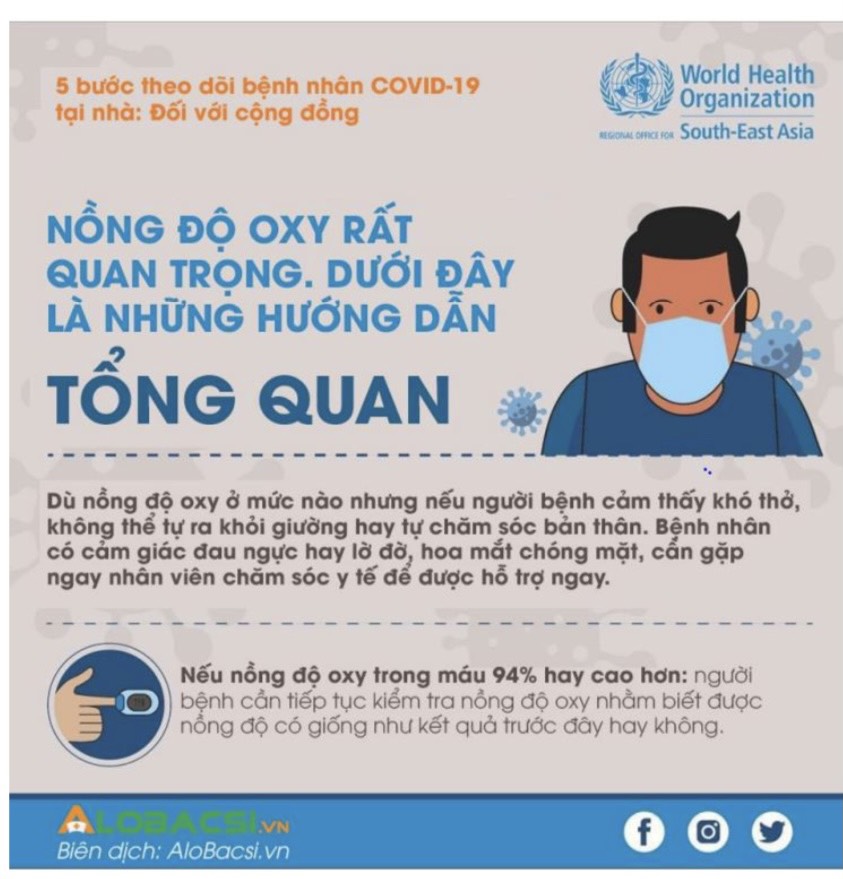 5 bước theo dõi bệnh nhân COVID-19
tại nhà: Đối với cộng đồng
World Health
Organization
REGIONAL OFFICE FOR South-East Asia
NỒNG ĐỘ OXY RẤT
QUAN TRỌNG. DƯỚI ĐÂY
LÀ NHỮNG HƯỚNG DẪN
TỔNG QUAN
Dù nồng độ oxy ở mức nào nhưng nếu người bệnh cảm thấy khó thở,
không thể tự ra khỏi giường hay tự chăm sóc bản thân. Bệnh nhân
có cảm giác đau ngực hay lờ đờ, hoa mắt chóng mặt, cần gặp
ngay nhân viên chăm sóc y tế để được hỗ trợ ngay.
Nếu nồng độ oxy trong máu 94% hay cao hơn: người
bệnh cần tiếp tục kiểm tra nồng độ oxy nhằm biết được
nồng độ có giống như kết quả trước đây hay không.
ALOBACSI.VN
Biên dịch: AloBacsi.vn